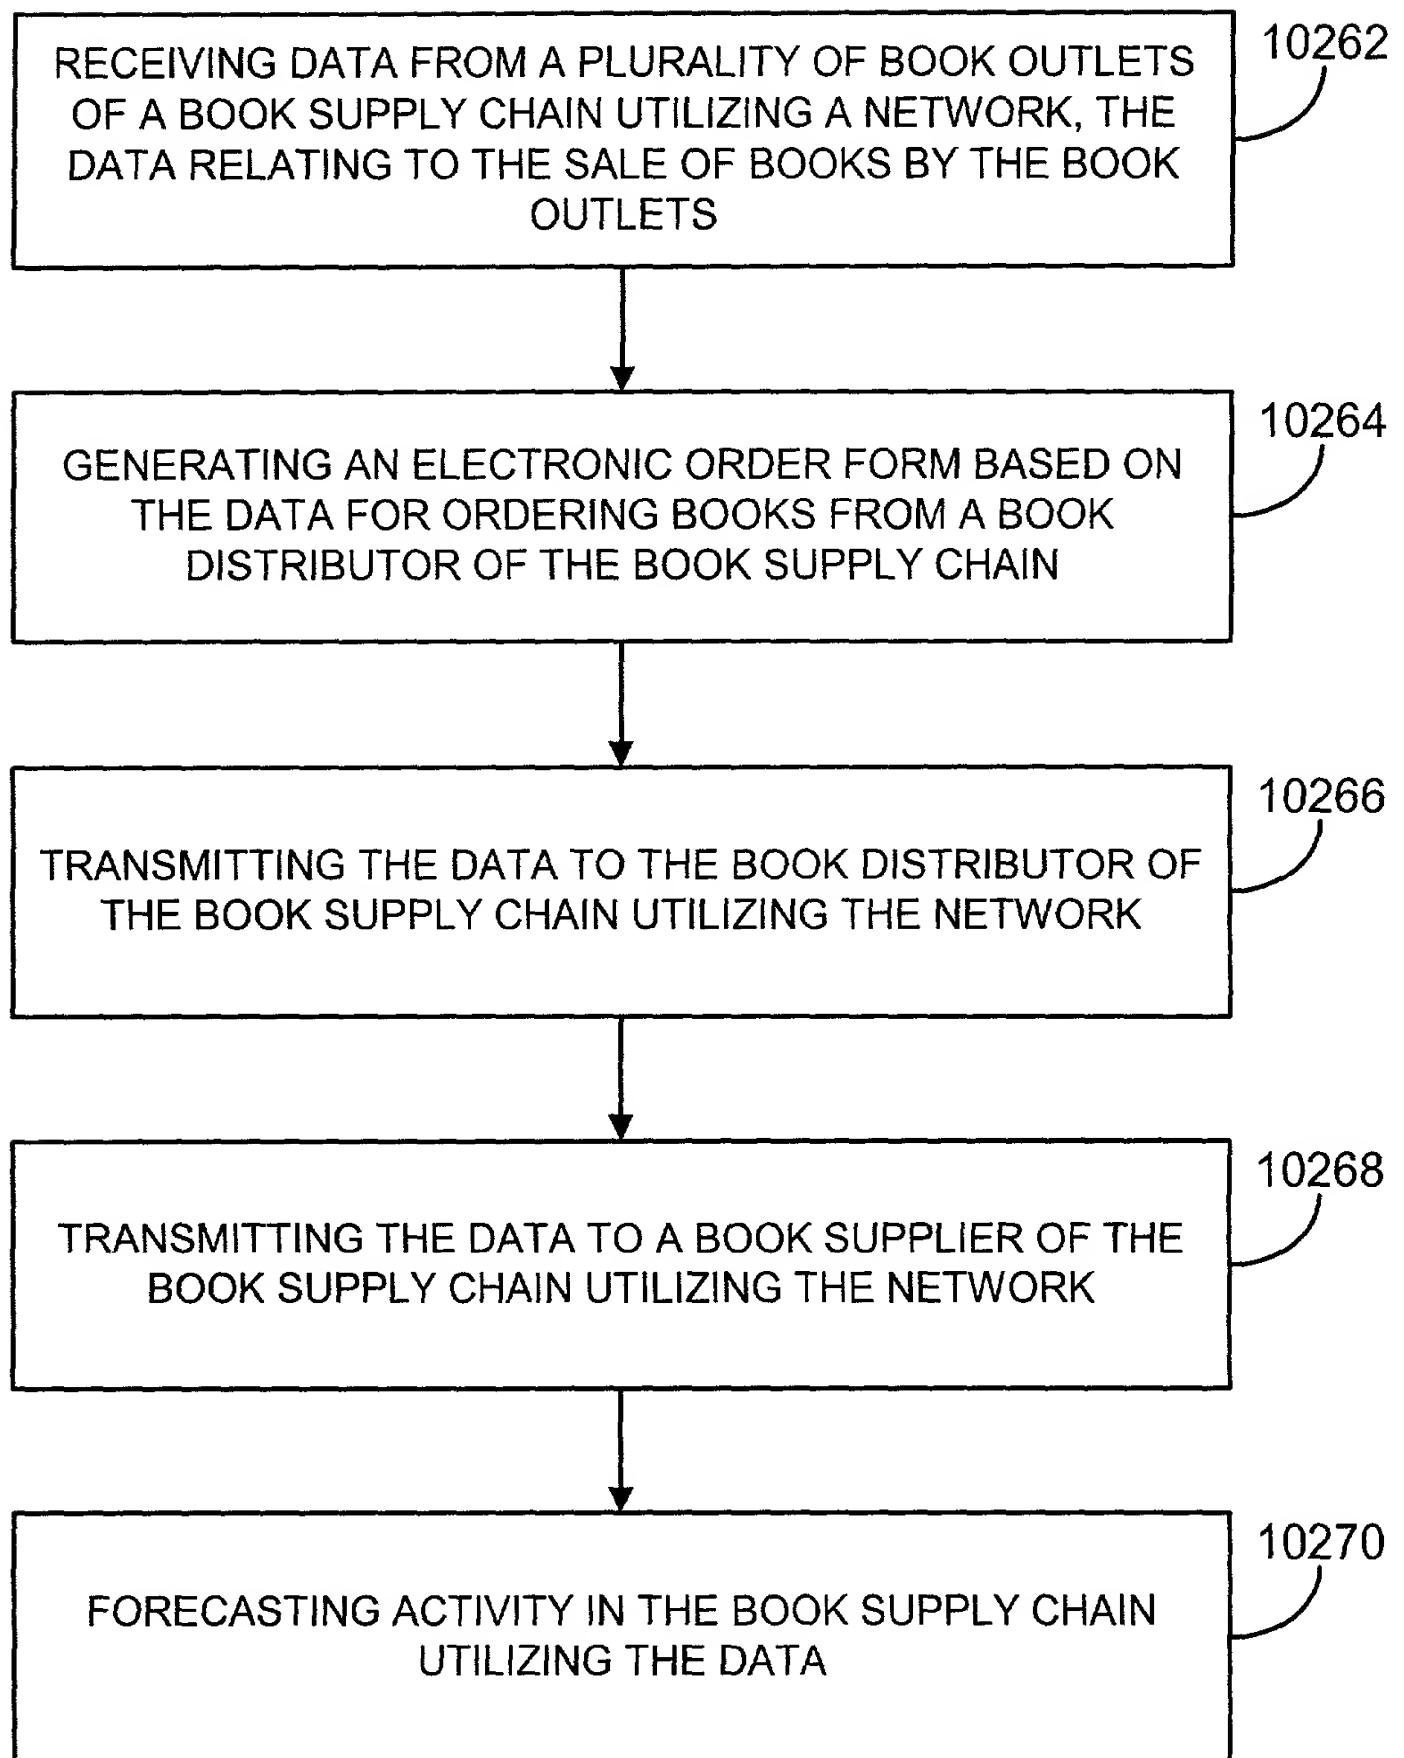 RECEIVING DATA FROM A PLURALITY OF BOOK OUTLETS
OF A BOOK SUPPLY CHAIN UTILIZING A NETWORK, THE
DATA RELATING TO THE SALE OF BOOKS BY THE BOOK
OUTLETS
10262
GENERATING AN ELECTRONIC ORDER FORM BASED ON
THE DATA FOR ORDERING BOOKS FROM A BOOK
DISTRIBUTOR OF THE BOOK SUPPLY CHAIN
10264
TRANSMITTING THE DATA TO THE BOOK DISTRIBUTOR OF
THE BOOK SUPPLY CHAIN UTILIZING THE NETWORK
10266
TRANSMITTING THE DATA TO A BOOK SUPPLIER OF THE
BOOK SUPPLY CHAIN UTILIZING THE NETWORK
10268
FORECASTING ACTIVITY IN THE BOOK SUPPLY CHAIN
UTILIZING THE DATA
10270